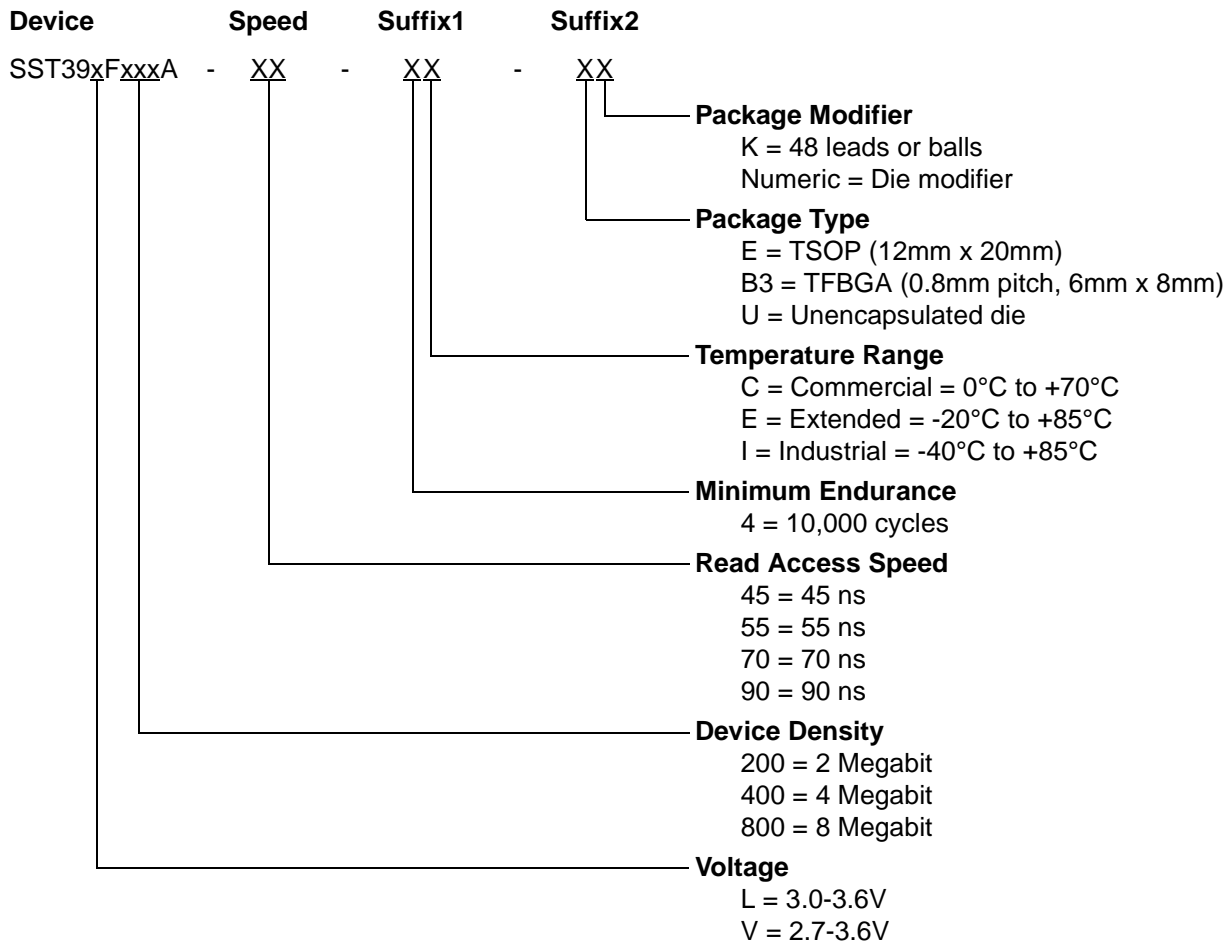 Device Speed Suffix1 Suffix2
SST39xFxxxA - XX - XX - XX
Package Modifier
K = 48 leads or balls
Numeric = Die modifier
Package Type
E = TSOP (12mm x 20mm)
B3 = TFBGA (0.8mm pitch, 6mm x 8mm)
U = Unencapsulated die
Temperature Range
C = Commercial = 0°C to +70°C
E = Extended = -20°C to +85°C
I = Industrial = -40°C to +85°C
Minimum Endurance
4 = 10,000 cycles
Read Access Speed
45 = 45 ns
55 = 55 ns
70 = 70 ns
90 = 90 ns
Device Density
200 = 2 Megabit
400 = 4 Megabit
800 = 8 Megabit
Voltage
L = 3.0-3.6V
V = 2.7-3.6V